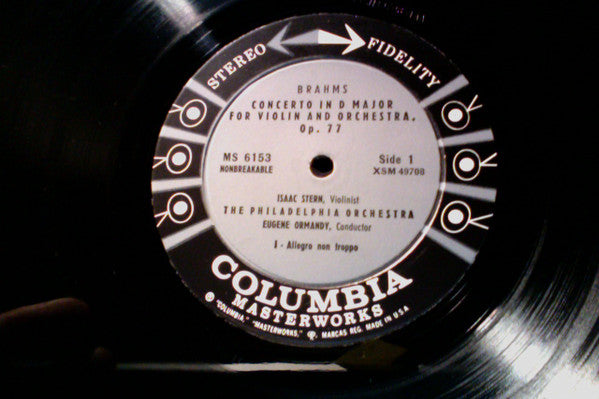 STEREO FIDELITY
BRAHMS
CONCERTO IN D MAJOR
FOR VIOLIN AND ORCHESTRA,
Op. 77
MS 6153
NONBREAKABLE
Side 1
XSM 49708
ISAAC STERN, Violinist
THE PHILADELPHIA ORCHESTRA
EUGENE ORMANDY, Conductor
I - Allegro non troppo
COLUMBIA
MASTERWORKS
® "COLUMBIA," "MASTERWORKS," MARCAS REG. MADE IN U.S.A